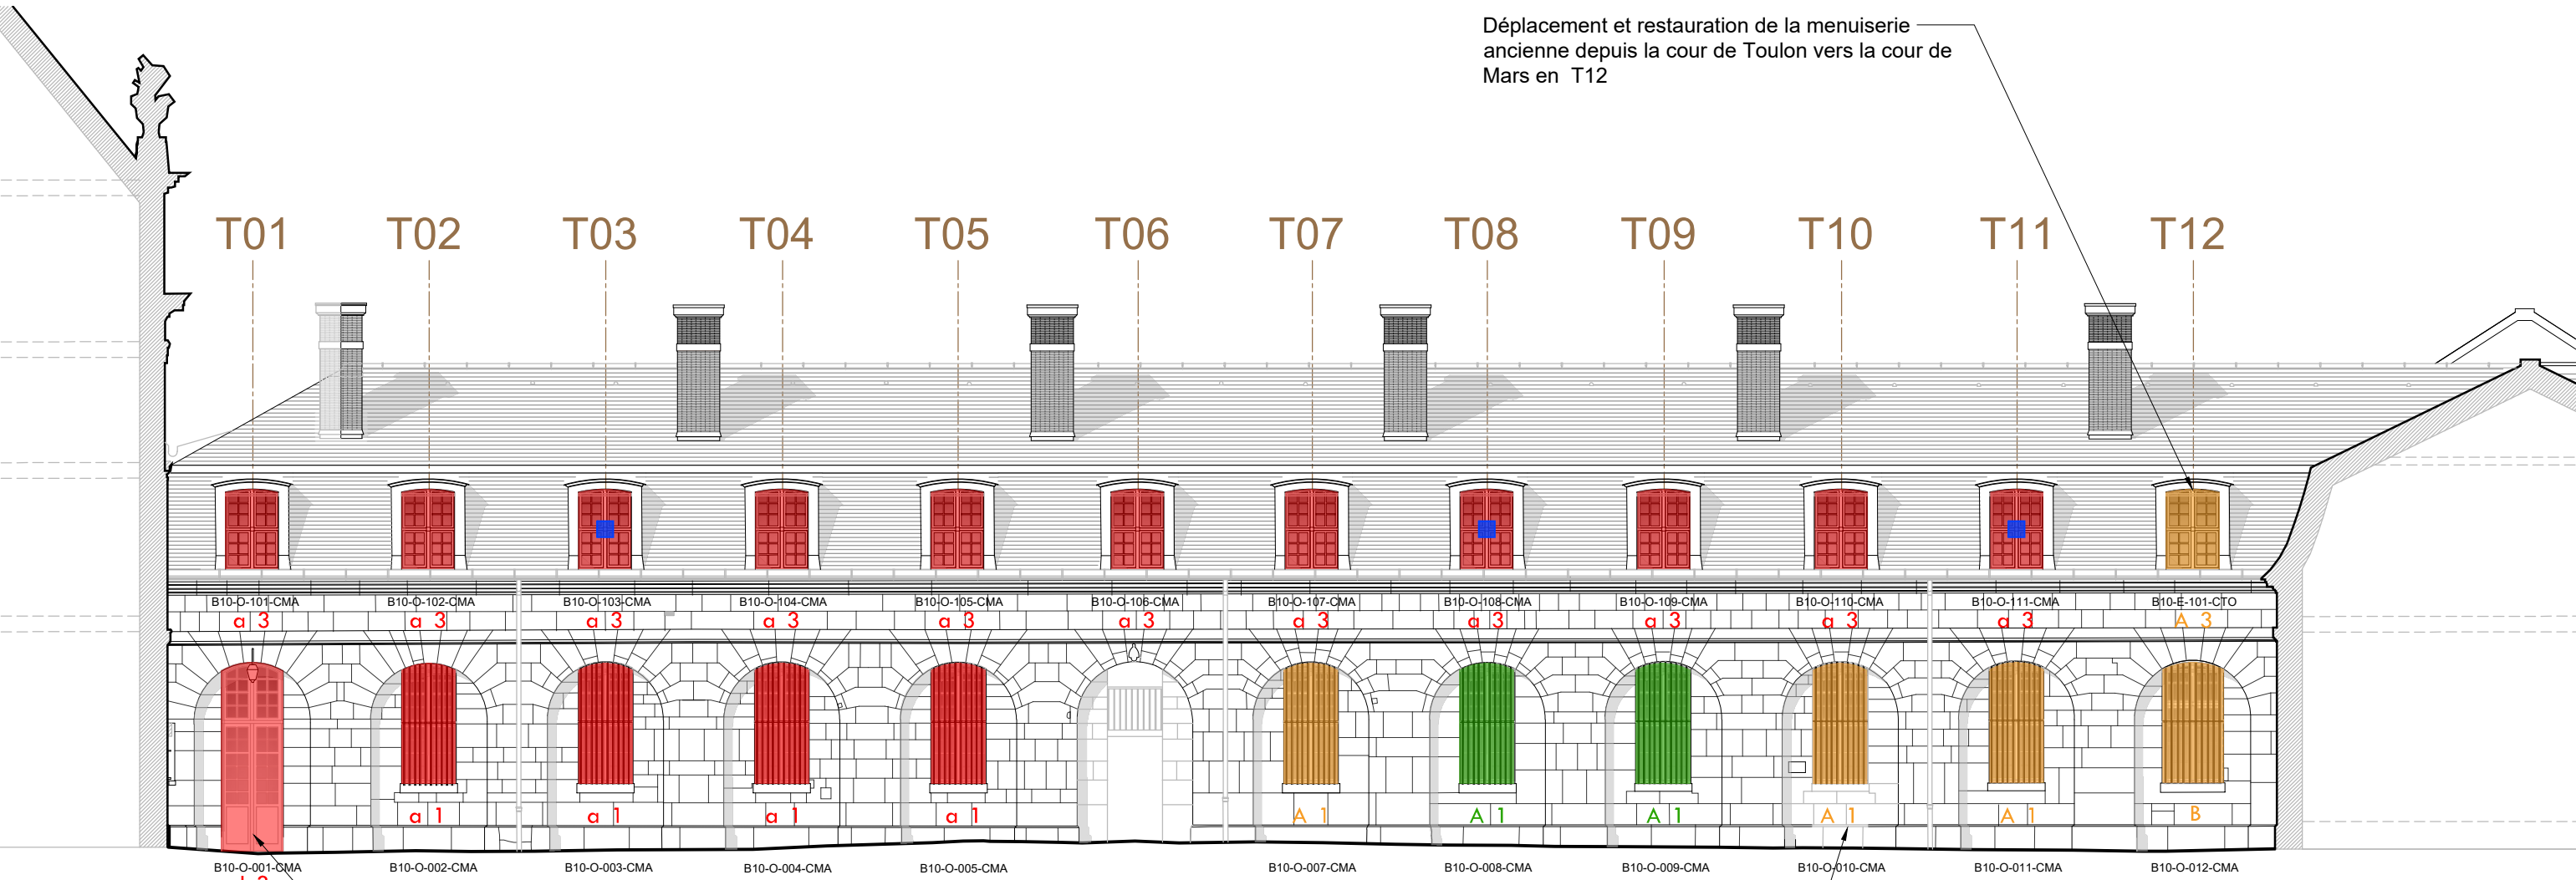 Déplacement et restauration de la menuiserie
ancienne depuis la cour de Toulon vers la cour de
Mars en T12
T01 T02 T03 T04 T05 T06 T07 T08 T09 T10 T11 T12
B10-O-101-CMA B10-O-102-CMA B10-O-103-CMA B10-O-104-CMA B10-O-105-CMA B10-O-106-CMA B10-O-107-CMA B10-O-108-CMA B10-O-109-CMA B10-O-110-CMA B10-O-111-CMA B10-E-101-CTO
a 3 a 3 a 3 a 3 a 3 a 3 a 3 a 3 a 3 a 3 a 3 A 3
a 1 a 1 a 1 a 1 A 1 A 1 A 1 A 1 A 1 B
B10-O-001-CMA B10-O-002-CMA B10-O-003-CMA B10-O-004-CMA B10-O-005-CMA B10-O-007-CMA B10-O-008-CMA B10-O-009-CMA B10-O-010-CMA B10-O-011-CMA B10-O-012-CMA